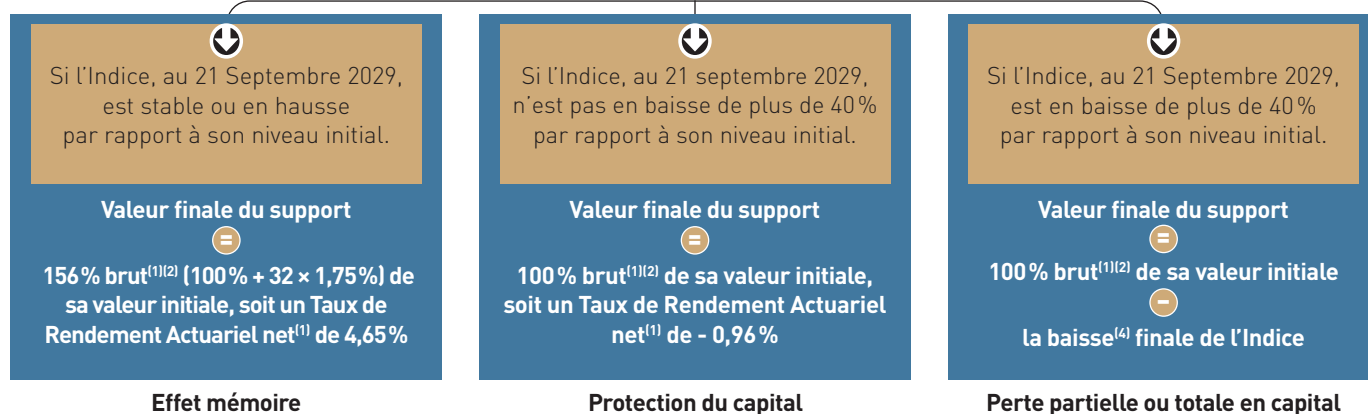 Si l'Indice, au 21 Septembre 2029,
est stable ou en hausse
par rapport à son niveau initial.
Valeur finale du support
=
156 % brut(1)(2) (100 % + 32 × 1,75 %) de
sa valeur initiale, soit un Taux de
Rendement Actuariel net(1) de 4,65 %
Effet mémoire
Si l'Indice, au 21 septembre 2029,
n'est pas en baisse de plus de 40 %
par rapport à son niveau initial.
Valeur finale du support
=
100 % brut(1)(2) de sa valeur initiale,
soit un Taux de Rendement Actuariel
net(1) de - 0,96 %
Protection du capital
Si l'Indice, au 21 Septembre 2029,
est en baisse de plus de 40 %
par rapport à son niveau initial.
Valeur finale du support
=
100 % brut(1)(2) de sa valeur initiale
-
la baisse(4) finale de l'Indice
Perte partielle ou totale en capital